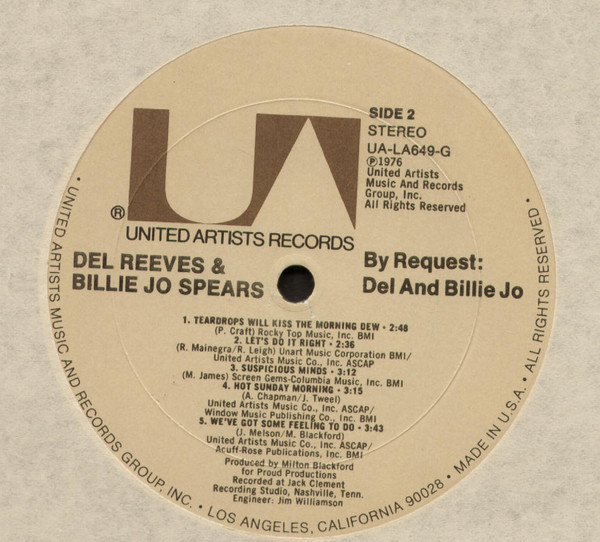 UA
SIDE 2
STEREO
UA-LA649-G
℗1976
United Artists
Music And Records
Group, Inc.
All Rights Reserved
®
UNITED ARTISTS RECORDS
DEL REEVES &
BILLIE JO SPEARS
By Request:
Del And Billie Jo
1. TEARDROPS WILL KISS THE MORNING DEW • 2:48
(P. Craft) Rocky Top Music, Inc. BMI
2. LET'S DO IT RIGHT • 2:36
(R. Mainegra/R. Leigh) Unart Music Corporation BMI/
United Artists Music Co., Inc. ASCAP
3. SUSPICIOUS MINDS • 3:12
(M. James) Screen Gems-Columbia Music, Inc. BMI
4. HOT SUNDAY MORNING • 3:15
(A. Chapman/J. Tweel)
United Artists Music Co., Inc. ASCAP/
Window Music Publishing Co., Inc. BMI
5. WE'VE GOT SOME FEELING TO DO • 3:43
(J. Melson/M. Blackford)
United Artists Music Co., Inc. ASCAP/
Acuff-Rose Publications, Inc. BMI
Produced by Milton Blackford
for Proud Productions
Recorded at Jack Clement
Recording Studio, Nashville, Tenn.
Engineer: Jim Williamson
• UNITED ARTISTS MUSIC AND RECORDS GROUP, INC. • LOS ANGELES, CALIFORNIA 90028 • MADE IN U.S.A. • ALL RIGHTS RESERVED •